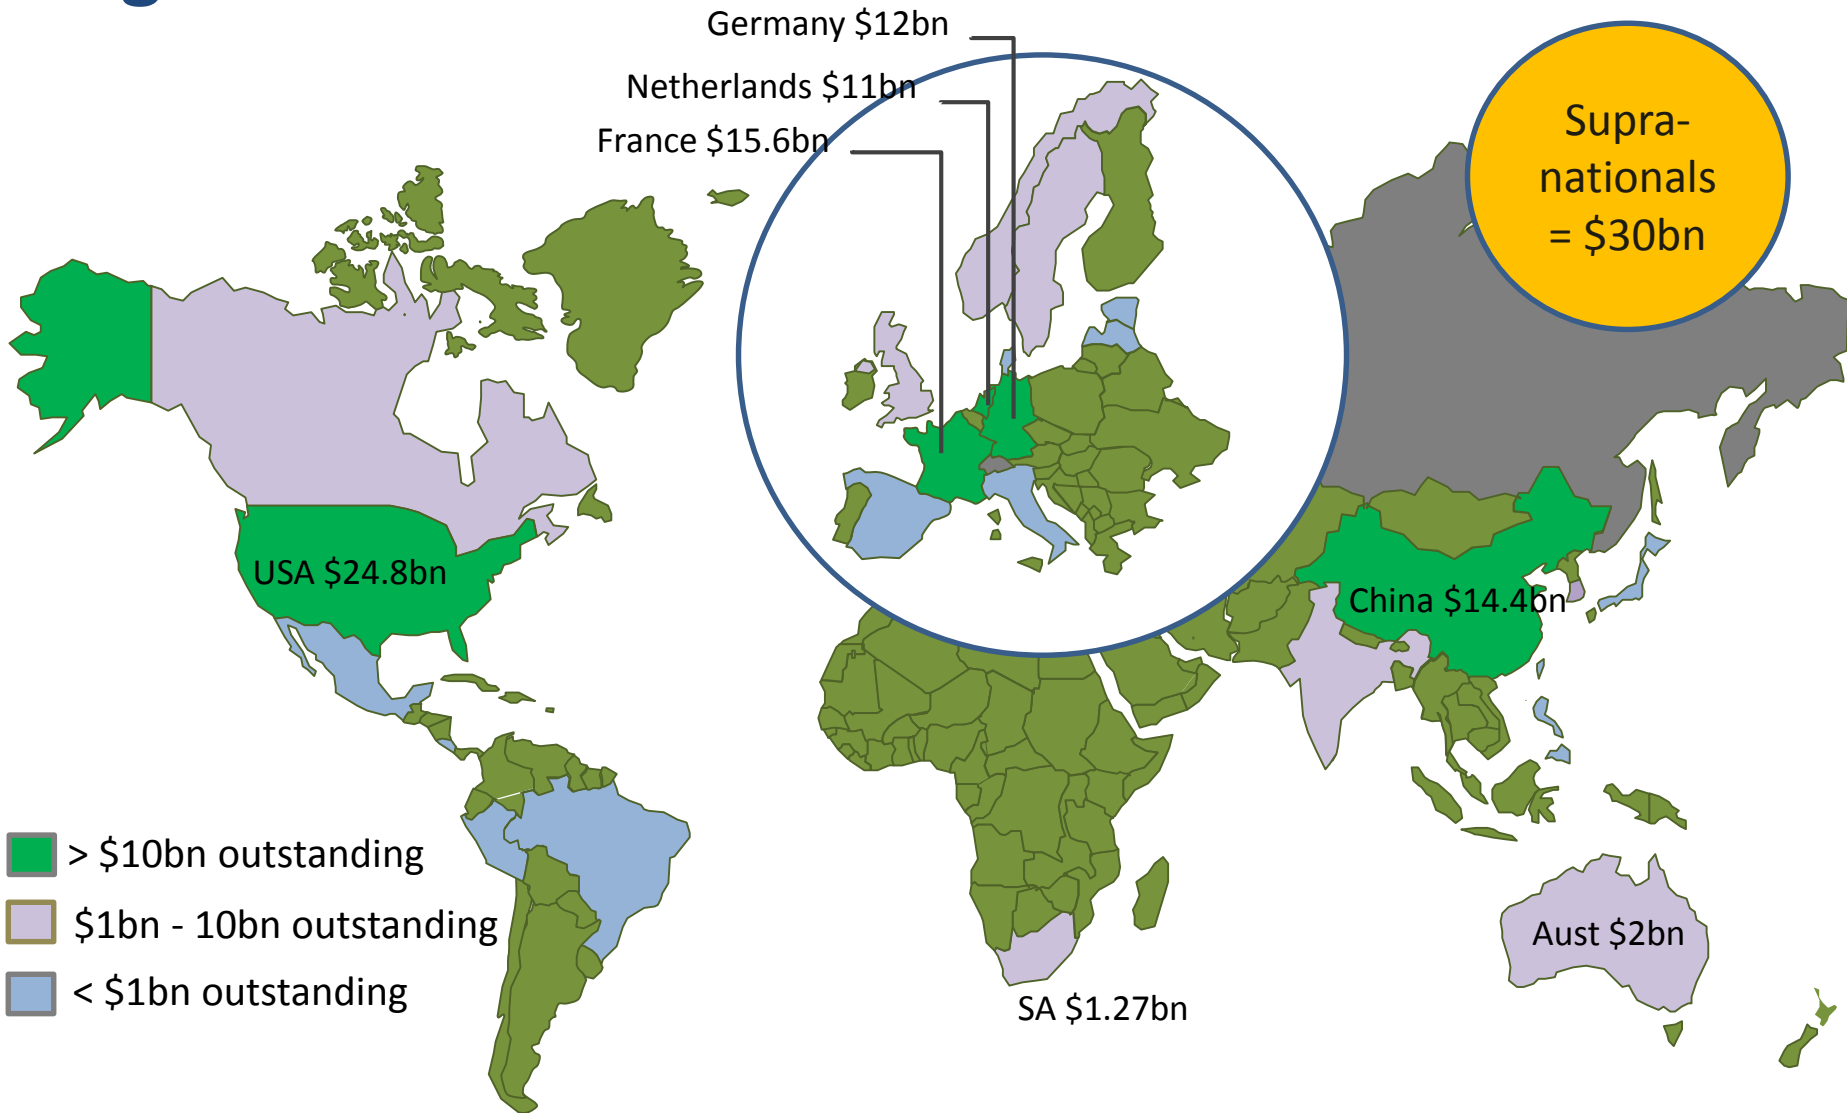 Germany $12bn
Netherlands $11bn
France $15.6bn
Supra-
nationals
= $30bn
USA $24.8bn
China $14.4bn
> $10bn outstanding
$1bn - 10bn outstanding
< $1bn outstanding
Aust $2bn
SA $1.27bn